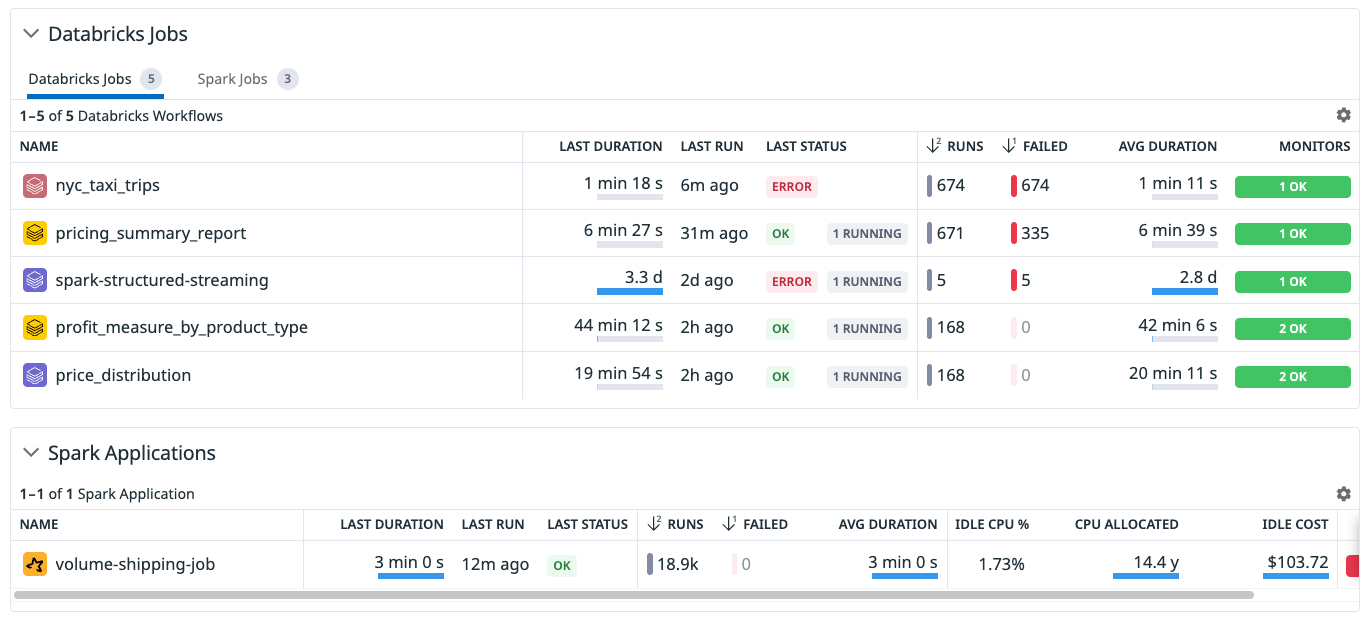 Databricks Jobs
Databricks Jobs 5 Spark Jobs 3
1–5 of 5 Databricks Workflows
NAME LAST DURATION LAST RUN LAST STATUS 2 RUNS 1 FAILED AVG DURATION MONITORS
nyc_taxi_trips 1 min 18 s 6m ago ERROR 674 674 1 min 11 s 1 OK
pricing_summary_report 6 min 27 s 31m ago OK 1 RUNNING 671 335 6 min 39 s 1 OK
spark-structured-streaming 3.3 d 2d ago ERROR 1 RUNNING 5 5 2.8 d 1 OK
profit_measure_by_product_type 44 min 12 s 2h ago OK 1 RUNNING 168 0 42 min 6 s 2 OK
price_distribution 19 min 54 s 2h ago OK 1 RUNNING 168 0 20 min 11 s 2 OK
Spark Applications
1–1 of 1 Spark Application
NAME LAST DURATION LAST RUN LAST STATUS 2 RUNS 1 FAILED AVG DURATION IDLE CPU % CPU ALLOCATED IDLE COST
volume-shipping-job 3 min 0 s 12m ago OK 18.9k 0 3 min 0 s 1.73% 14.4 y $103.72